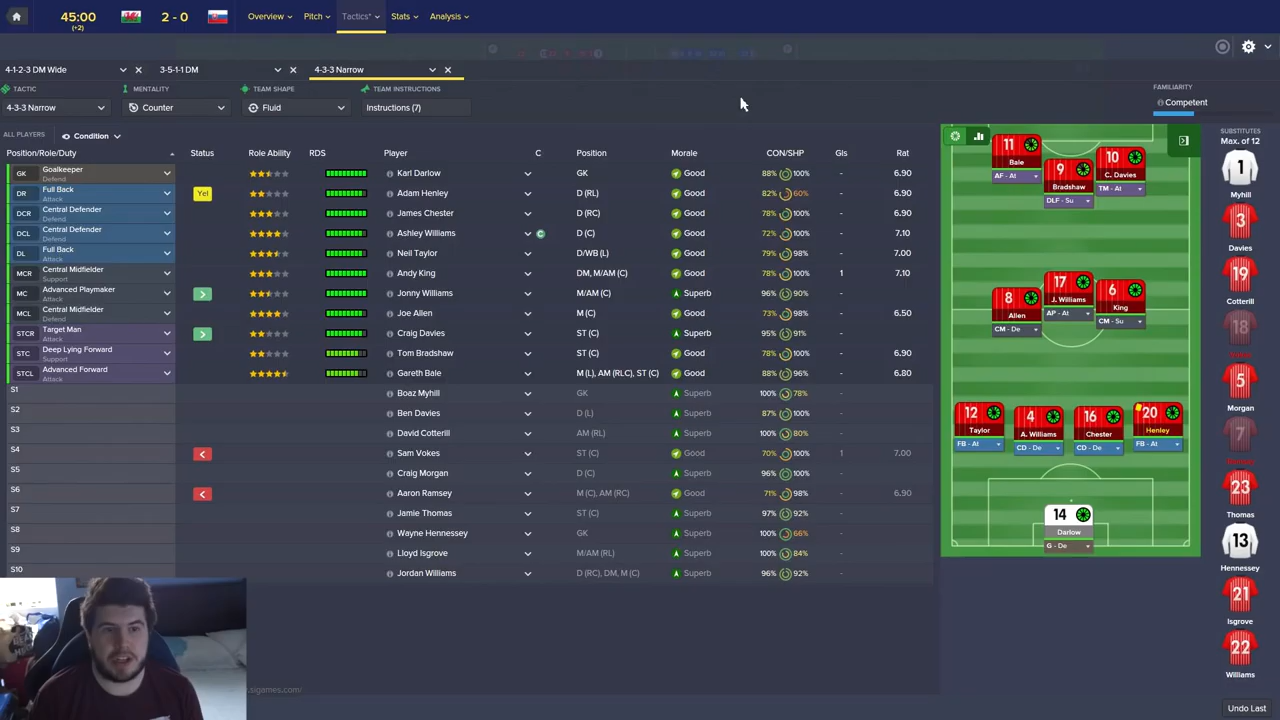 45:00 (+2) 2 - 0 Overview Pitch Tactics* Stats Analysis
4-1-2-3 DM Wide 3-5-1-1 DM 4-3-3 Narrow
TACTIC MENTALITY TEAM SHAPE TEAM INSTRUCTIONS FAMILIARITY
4-3-3 Narrow Counter Fluid Instructions (7) Competent
ALL PLAYERS Condition
SUBSTITUTES
Max. of 12
Position/Role/Duty Status Role Ability RDS Player C Position Morale CON/SHP Gls Rat
GK Goalkeeper Defend Karl Darlow GK Good 88% 100% - 6.90
DR Full Back Attack Yel Adam Henley D (RL) Good 82% 60% - 6.90
DCR Central Defender Defend James Chester D (RC) Good 78% 100% - 6.90
DCL Central Defender Defend Ashley Williams C D (C) Good 72% 100% - 7.10
DL Full Back Attack Neil Taylor D/WB (L) Good 79% 98% - 7.00
MCR Central Midfielder Support Andy King DM, M/AM (C) Good 78% 100% 1 7.10
MC Advanced Playmaker Attack Jonny Williams M/AM (C) Superb 96% 90% -
MCL Central Midfielder Defend Joe Allen M (C) Good 73% 98% - 6.50
STCR Target Man Attack Craig Davies ST (C) Superb 95% 91% -
STC Deep Lying Forward Support Tom Bradshaw ST (C) Good 78% 100% - 6.90
STCL Advanced Forward Attack Gareth Bale M (L), AM (RLC), ST (C) Good 88% 96% - 6.80
S1 Boaz Myhill GK Superb 100% 78% -
S2 Ben Davies D (L) Superb 87% 100% -
S3 David Cotterill AM (RL) Superb 100% 80% -
S4 Sam Vokes ST (C) Good 70% 100% 1 7.00
S5 Craig Morgan D (C) Superb 96% 100% -
S6 Aaron Ramsey M (C), AM (RC) Good 71% 98% - 6.90
S7 Jamie Thomas ST (C) Superb 97% 92% -
S8 Wayne Hennessey GK Superb 100% 66% -
S9 Lloyd Isgrove M/AM (RL) Superb 100% 84% -
S10 Jordan Williams D (RC), DM, M (C) Superb 96% 92% -
11 Bale AF - At
9 Bradshaw DLF - Su
10 C. Davies TM - At
8 Allen CM - De
17 J. Williams AP - At
6 King CM - Su
12 Taylor FB - At
4 A. Williams CD - De
16 Chester CD - De
20 Henley FB - At
14 Darlow G - De
1 Myhill
3 Davies
19 Cotterill
18 Vokes
5 Morgan
7 Ramsey
23 Thomas
13 Hennessey
21 Isgrove
22 Williams
.sigames.com/
Undo Last